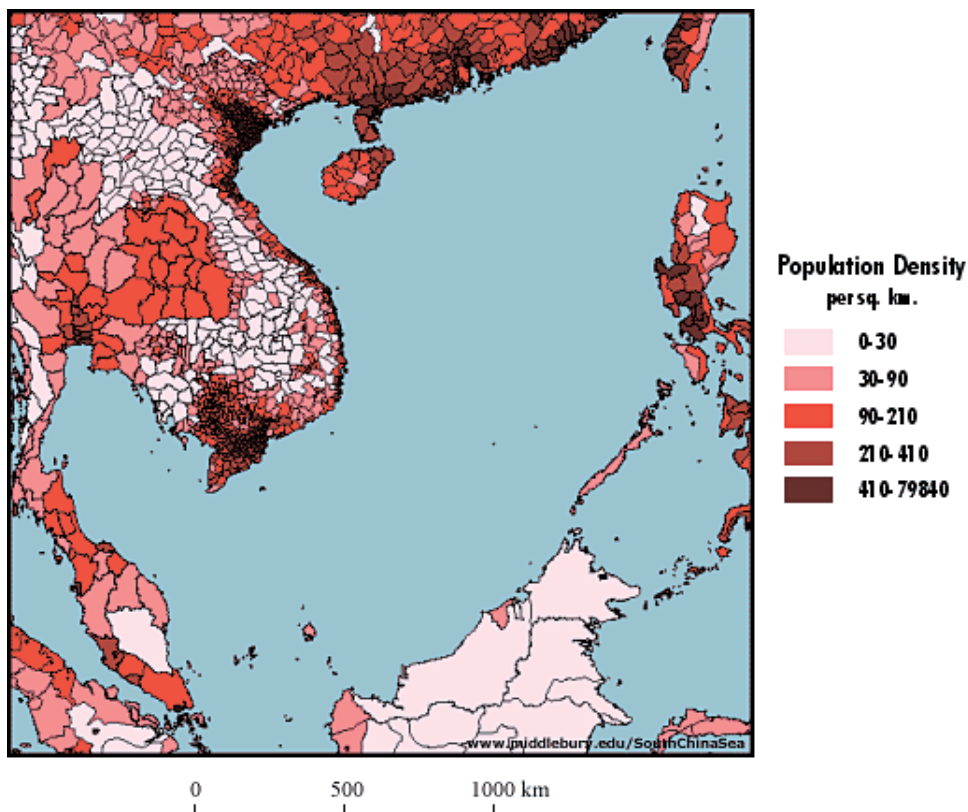 Population Density
per sq. km.
0-30
30-90
90-210
210-410
410-79840
www.middlebury.edu/SouthChinaSea
0 500 1000 km